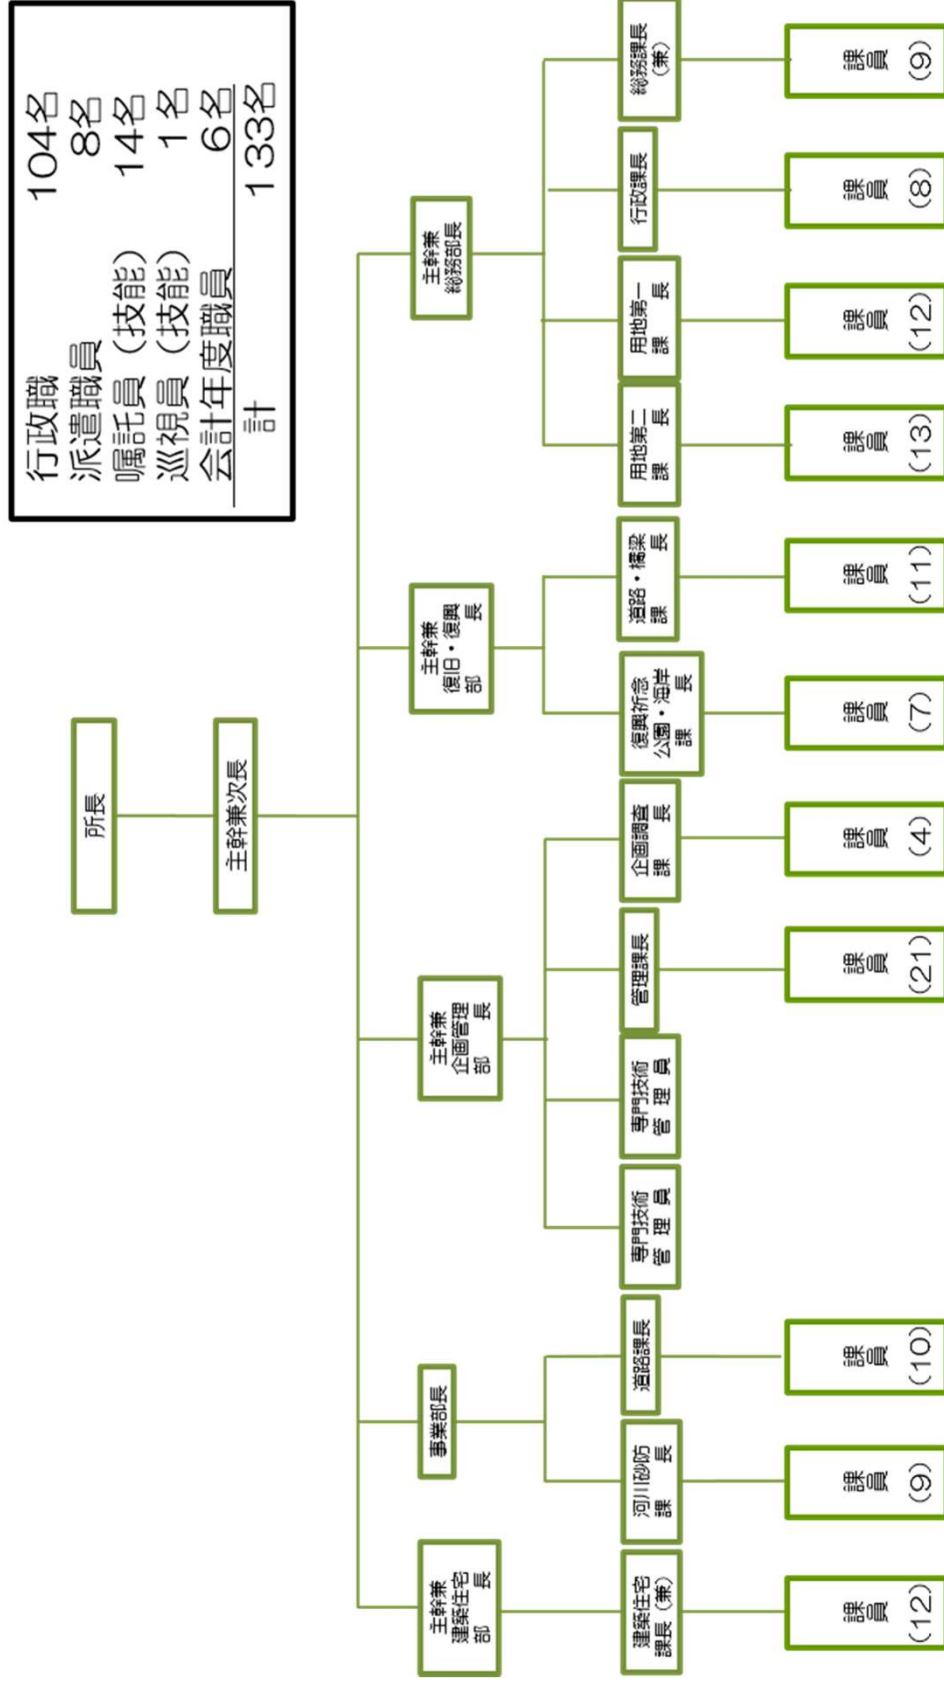 行政職 104名
派遣職員 8名
嘱託員（技能） 14名
巡視員（技能） 1名
会計年度職員 6名
計 133名
所長
主幹兼次長
主幹兼
建築住宅
部 長
事業部長
主幹兼
企画管理
部 長
主幹兼
復旧・復興
部 長
主幹兼
総務部長
建築住宅
課長（兼）
河川砂防
課 長
道路課長
専門技術
管 理 員
専門技術
管 理 員
管理課長
企画調査
課 長
復興祈念
公園・海岸
課 長
道路・橋梁
課 長
用地第二
課 長
用地第一
課 長
行政課長
総務課長
（兼）
課員
（12）
課員
（9）
課員
（10）
課員
（21）
課員
（4）
課員
（7）
課員
（11）
課員
（13）
課員
（12）
課員
（8）
課員
（9）